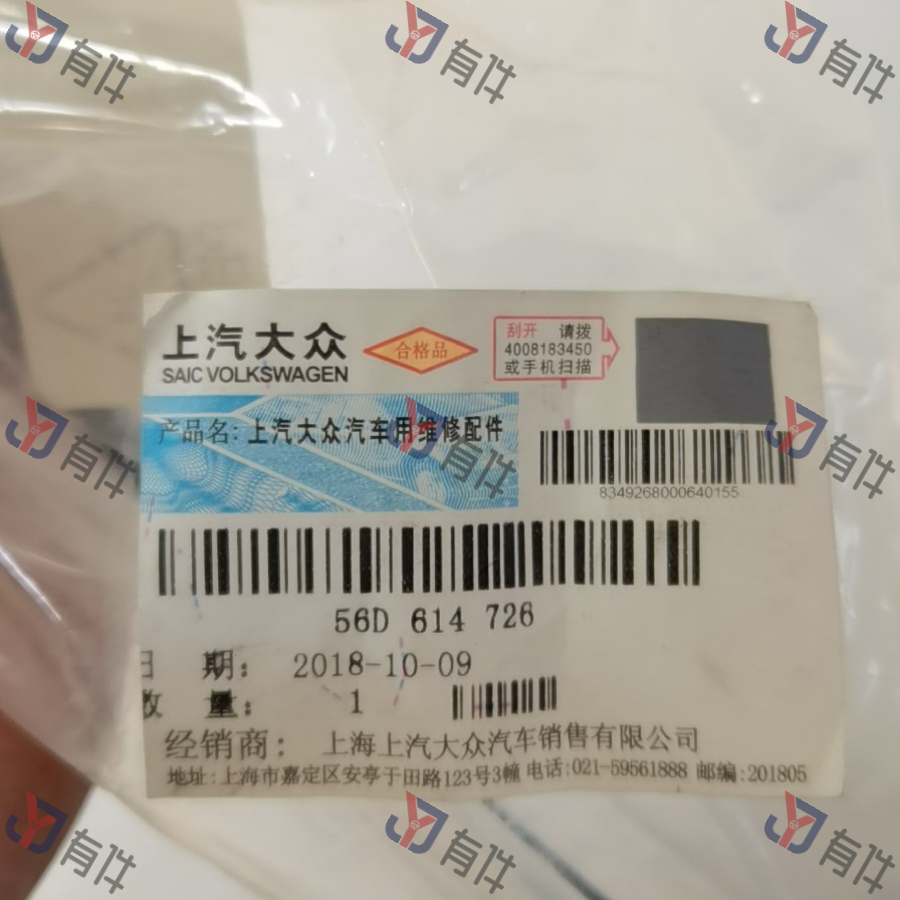 有件
有件
有件
上汽大众
SAIC VOLKSWAGEN
合格品
刮开 请拨
4008183450
或手机扫描
产品名: 上汽大众汽车用维修配件
有件
有件
有件
8349268000640155
56D 614 726
日 期: 2018-10-09
数 量: 1
经销商: 上海上汽大众汽车销售有限公司
地址: 上海市嘉定区安亭于田路123号3幢 电话:021-59561888 邮编:201805
有件
有件
有件